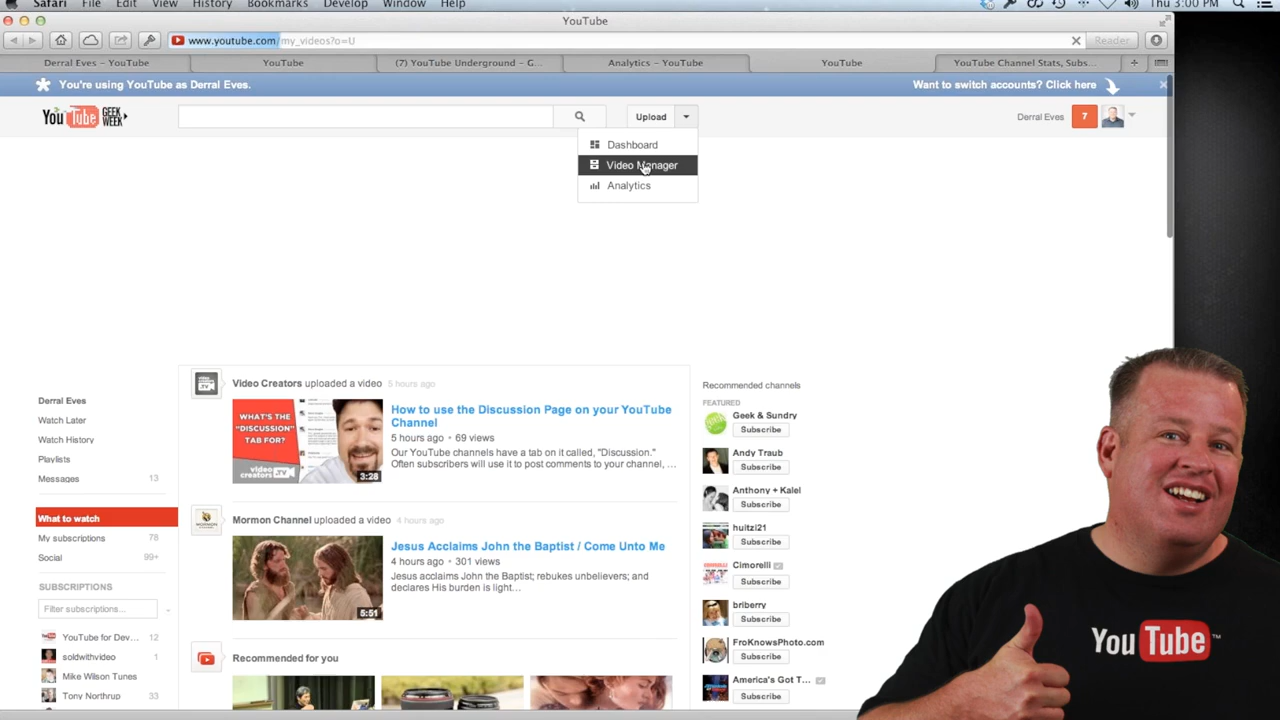 Safari File Edit View History Bookmarks Develop Window Help
Thu 3:00 PM
YouTube
www.youtube.com/my_videos?o=U
Reader
Derral Eves – YouTube
YouTube
(7) YouTube Underground – G...
Analytics – YouTube
YouTube
YouTube Channel Stats, Subs...
You're using YouTube as Derral Eves.
Want to switch accounts? Click here
YouTube GEEK WEEK
Upload
Derral Eves 7
Dashboard
Video Manager
Analytics
Derral Eves
Watch Later
Watch History
Playlists
Messages 13
What to watch
My subscriptions 78
Social 99+
SUBSCRIPTIONS
Filter subscriptions...
YouTube for Dev... 12
soldwithvideo 1
Mike Wilson Tunes
Tony Northrup 33
Video Creators uploaded a video 5 hours ago
WHAT'S THE
"DISCUSSION"
TAB FOR?
video
creators TV
3:28
How to use the Discussion Page on your YouTube
Channel
5 hours ago • 69 views
Our YouTube channels have a tab on it called, "Discussion."
Often subscribers will use it to post comments to your channel, ...
Mormon Channel uploaded a video 4 hours ago
5:51
Jesus Acclaims John the Baptist / Come Unto Me
4 hours ago • 301 views
Jesus acclaims John the Baptist; rebukes unbelievers; and
declares His burden is light...
Recommended for you
Recommended channels
FEATURED
Geek & Sundry
Subscribe
Andy Traub
Subscribe
Anthony + Kalei
Subscribe
huitzi21
Subscribe
Cimorelli
Subscribe
briberry
Subscribe
FroKnowsPhoto.com
Subscribe
America's Got T...
Subscribe
YouTube™